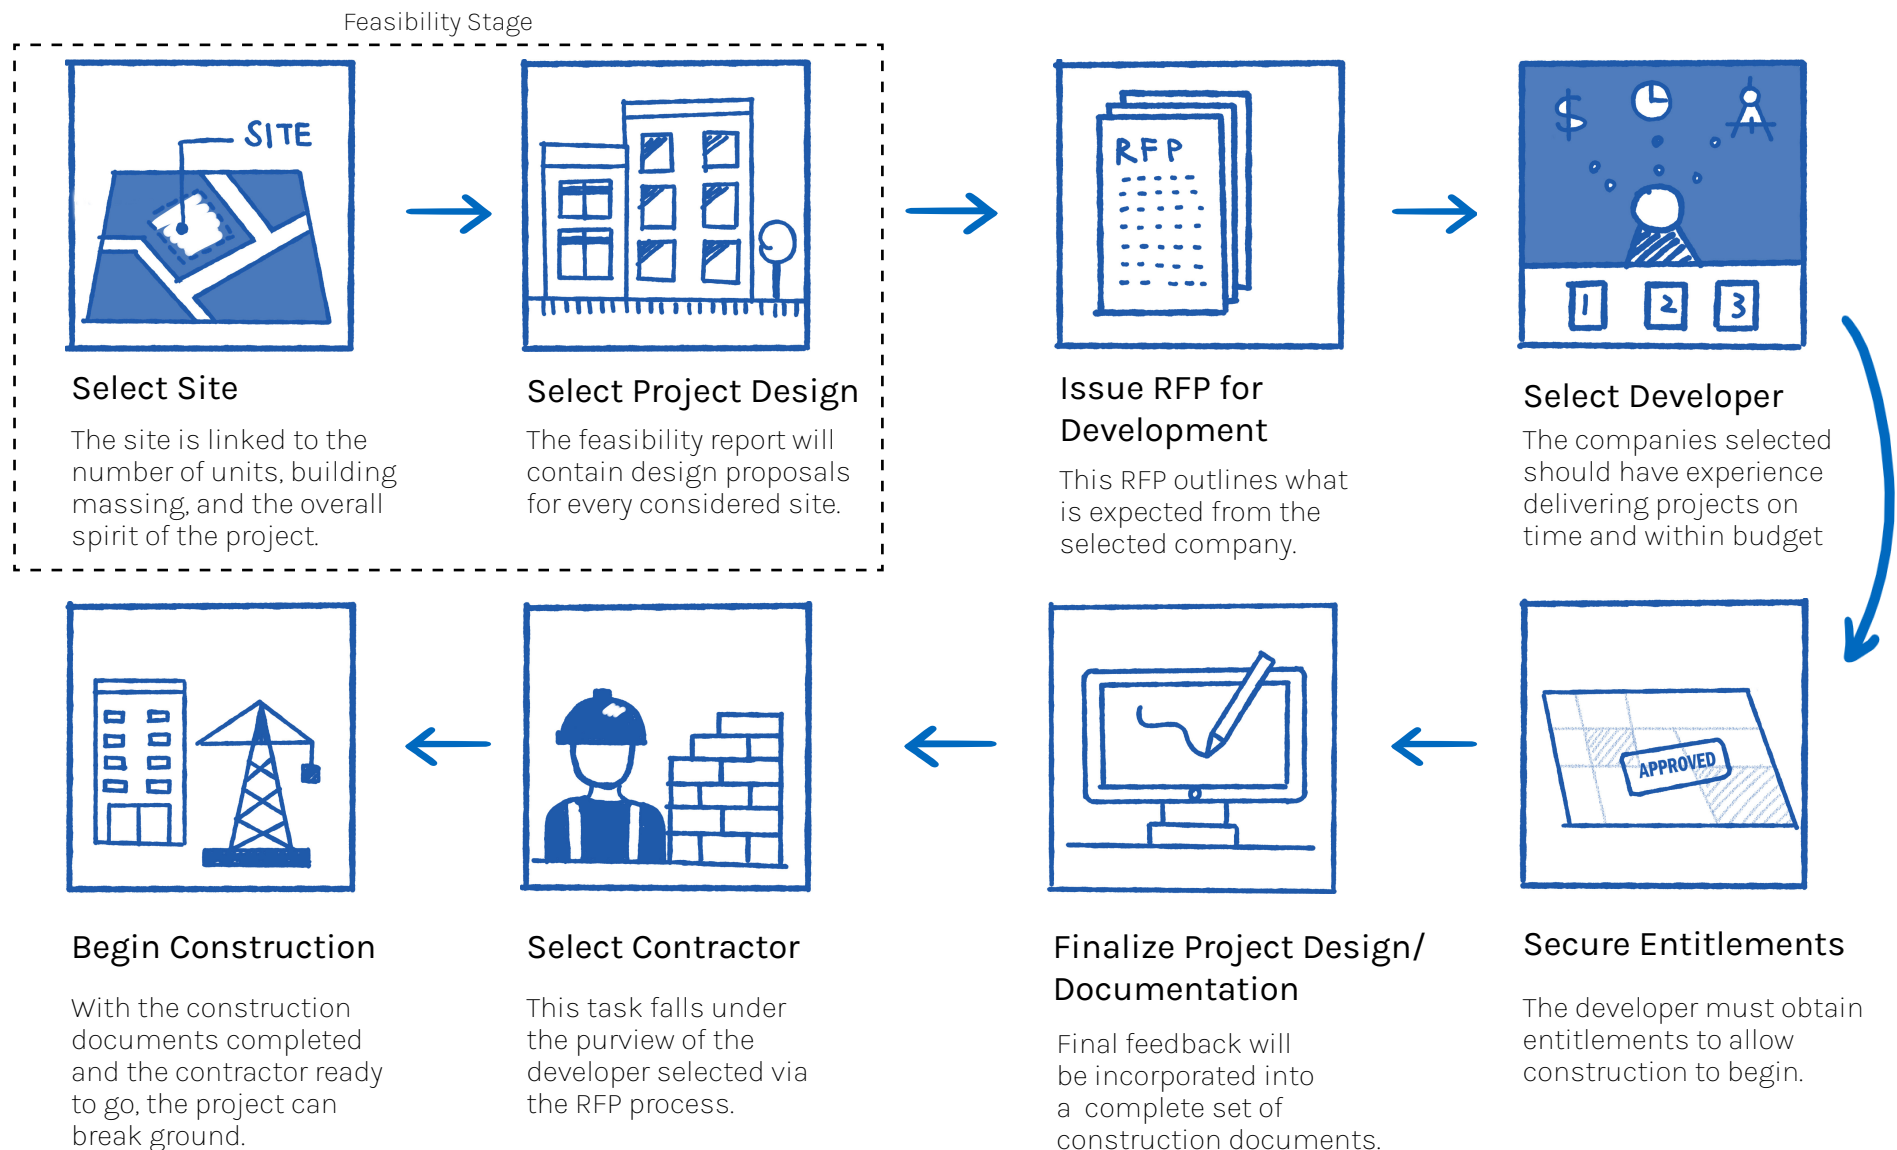 Feasibility Stage
SITE
Select Site
The site is linked to the
number of units, building
massing, and the overall
spirit of the project.
Select Project Design
The feasibility report will
contain design proposals
for every considered site.
RFP
Issue RFP for
Development
This RFP outlines what
is expected from the
selected company.
$
1 2 3
Select Developer
The companies selected
should have experience
delivering projects on
time and within budget
APPROVED
Secure Entitlements
The developer must obtain
entitlements to allow
construction to begin.
Finalize Project Design/
Documentation
Final feedback will
be incorporated into
a  complete set of
construction documents.
Select Contractor
This task falls under
the purview of the
developer selected via
the RFP process.
Begin Construction
With the construction
documents completed
and the contractor ready
to go, the project can
break ground.